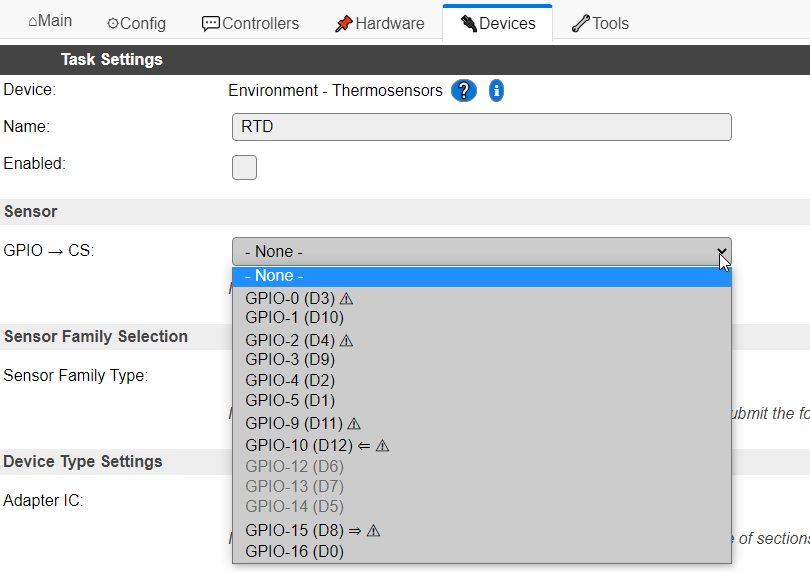 ⌂Main ⚙Config 💬Controllers 📌Hardware 🔌Devices 🔧Tools
Task Settings
Device: Environment - Thermosensors ? i
Name: RTD
Enabled:
Sensor
GPIO → CS: - None -
- None -
GPIO-0 (D3) ⚠
GPIO-1 (D10)
GPIO-2 (D4) ⚠
Sensor Family Selection
GPIO-3 (D9)
Sensor Family Type:
GPIO-4 (D2)
GPIO-5 (D1)
ubmit the fo
GPIO-9 (D11) ⚠
GPIO-10 (D12) ⇐ ⚠
Device Type Settings
GPIO-12 (D6)
GPIO-13 (D7)
Adapter IC:
GPIO-14 (D5)
GPIO-15 (D8) ⇒ ⚠
e of sections
GPIO-16 (D0)